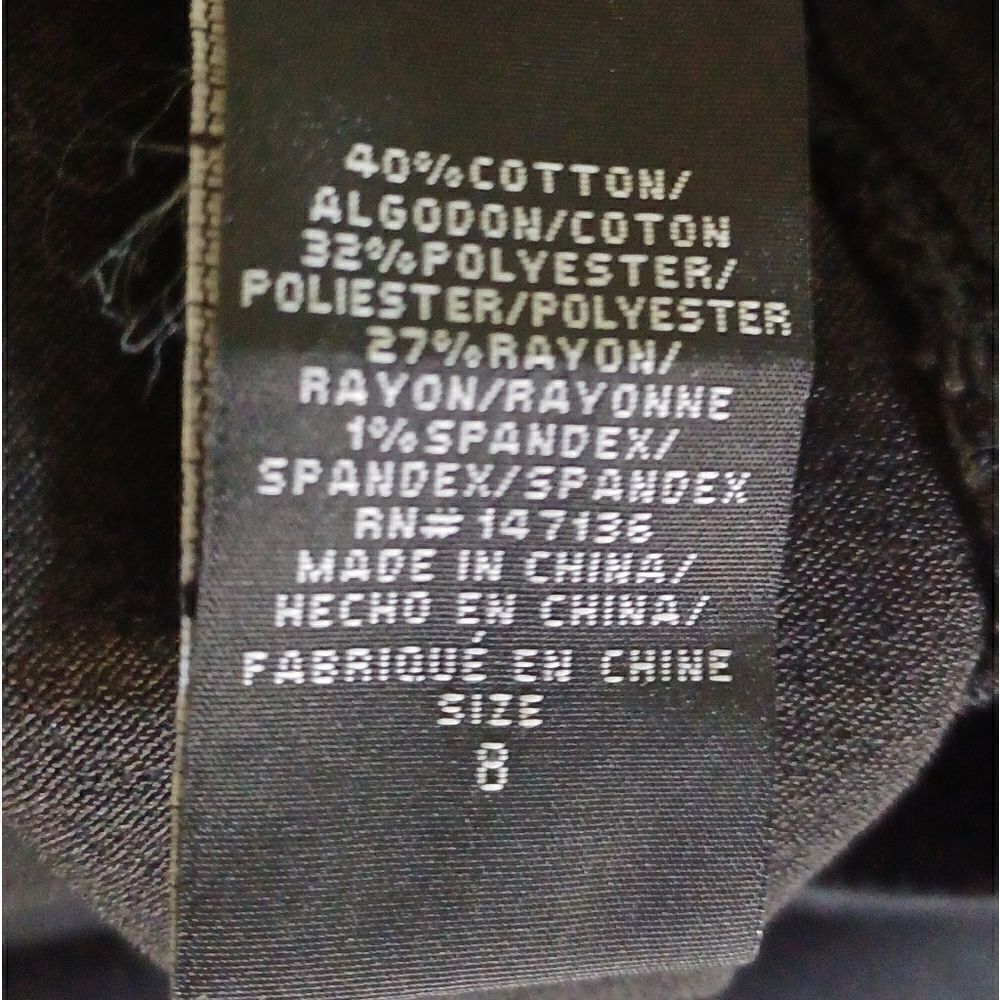 40%COTTON/
ALGODON/COTON
32%POLYESTER/
POLIESTER/POLYESTER
27%RAYON/
RAYON/RAYONNE
1%SPANDEX/
SPANDEX/SPANDEX
RN#147136
MADE IN CHINA/
HECHO EN CHINA/
FABRIQUÉ EN CHINE
SIZE
8